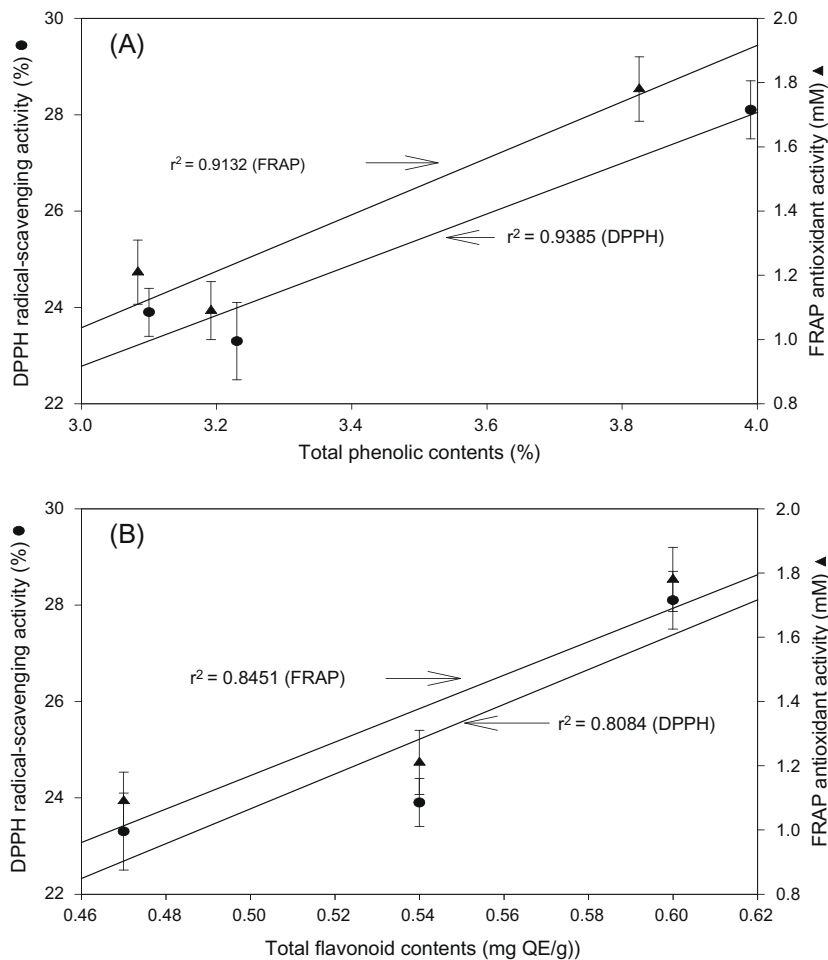 (A)
DPPH radical-scavenging activity (%) ●
30
28
26
24
22
FRAP antioxidant activity (mM) ▲
2.0
1.8
1.6
1.4
1.2
1.0
0.8
r² = 0.9132 (FRAP)
r² = 0.9385 (DPPH)
3.0 3.2 3.4 3.6 3.8 4.0
Total phenolic contents (%)
(B)
DPPH radical-scavenging activity (%) ●
30
28
26
24
22
FRAP antioxidant activity (mM) ▲
2.0
1.8
1.6
1.4
1.2
1.0
0.8
r² = 0.8451 (FRAP)
r² = 0.8084 (DPPH)
0.46 0.48 0.50 0.52 0.54 0.56 0.58 0.60 0.62
Total flavonoid contents (mg QE/g))